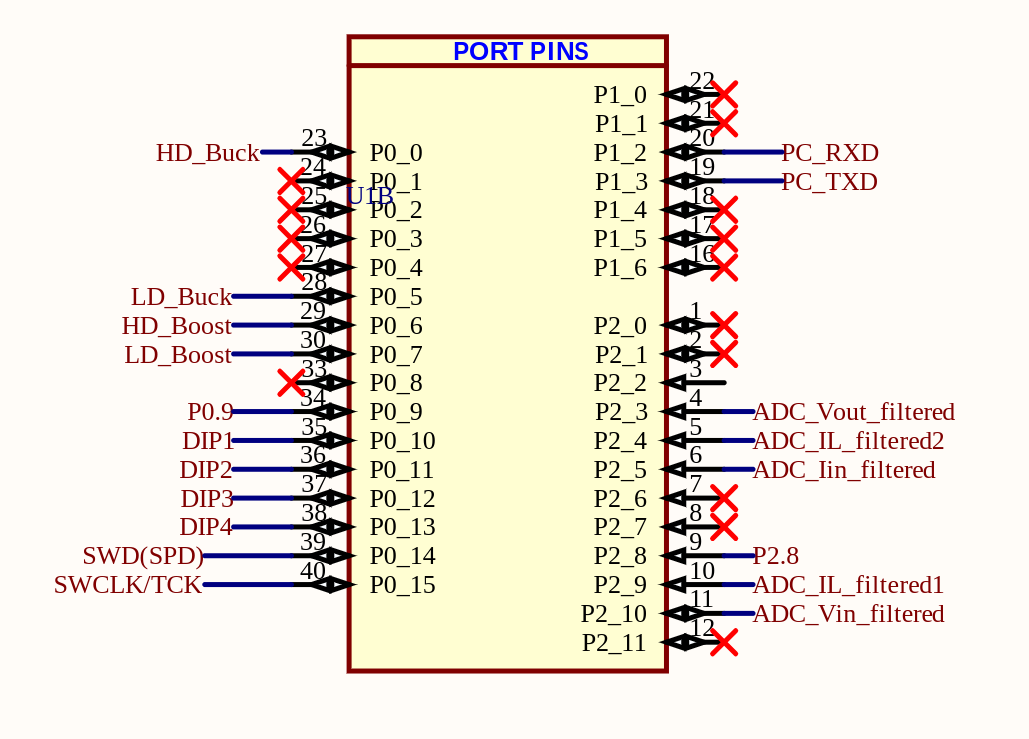 PORT PINS
22
P1_0
21
P1_1
23 20
HD_Buck P0_0 P1_2 PC_RXD
24 19
P0_1 P1_3 PC_TXD
U1B
25 18
P0_2 P1_4
26 17
P0_3 P1_5
27 16
P0_4 P1_6
28
LD_Buck P0_5
29 1
HD_Boost P0_6 P2_0
30 2
LD_Boost P0_7 P2_1
33 3
P0_8 P2_2
34 4
P0.9 P0_9 P2_3 ADC_Vout_filtered
35 5
DIP1 P0_10 P2_4 ADC_IL_filtered2
36 6
DIP2 P0_11 P2_5 ADC_Iin_filtered
37 7
DIP3 P0_12 P2_6
38 8
DIP4 P0_13 P2_7
39 9
SWD(SPD) P0_14 P2_8 P2.8
40 10
SWCLK/TCK P0_15 P2_9 ADC_IL_filtered1
11
P2_10 ADC_Vin_filtered
12
P2_11